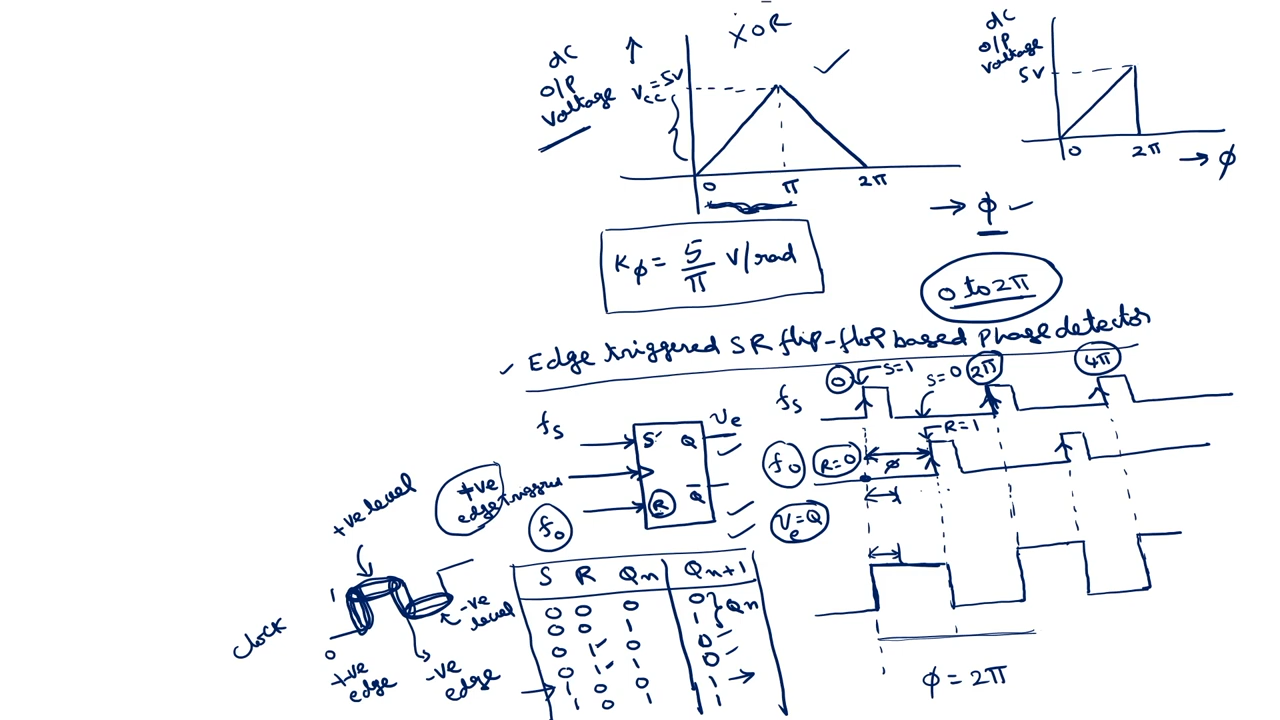 XOR
dc
O/P
voltage
Vcc=5V
0 π 2π
→ ϕ ✓
dc
O/P
voltage
5V
0 2π
→ ϕ
Kϕ = 5/π V/rad
0 to 2π
✓ Edge triggered SR flip-flop based Phase detector
fs
S Q
Ve
+ve
edge triggered
R Q̅
fo
Ve=Q
fs
0 S=1 S=0 2π 4π
fo R=0 ϕ R=1
ϕ = 2π
+ve level
1
0
clock
+ve
edge
-ve
edge
-ve
level
S R Qn Qn+1
0 0 0 0
0 0 1 1
Qn
0 1 0 0
0 1 1 0
→ 1 0 0 1 →
1 0 1 1